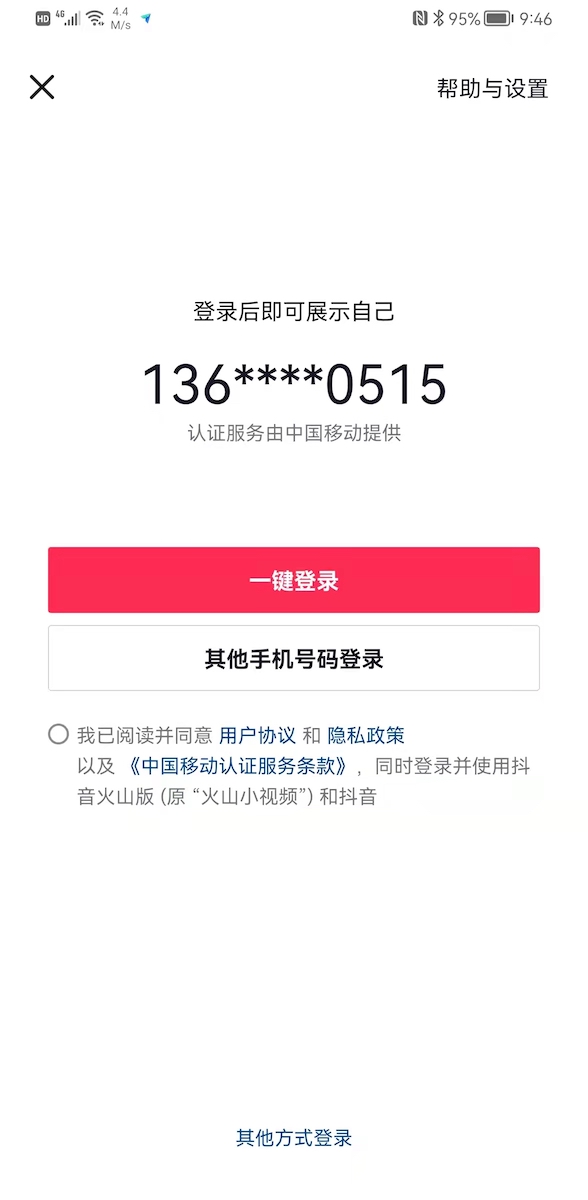 HD 4G 4.4 M/s 95% 9:46
帮助与设置
登录后即可展示自己
136****0515
认证服务由中国移动提供
一键登录
其他手机号码登录
我已阅读并同意 用户协议 和 隐私政策
以及 《中国移动认证服务条款》，同时登录并使用抖
音火山版 (原 “火山小视频”) 和抖音
其他方式登录